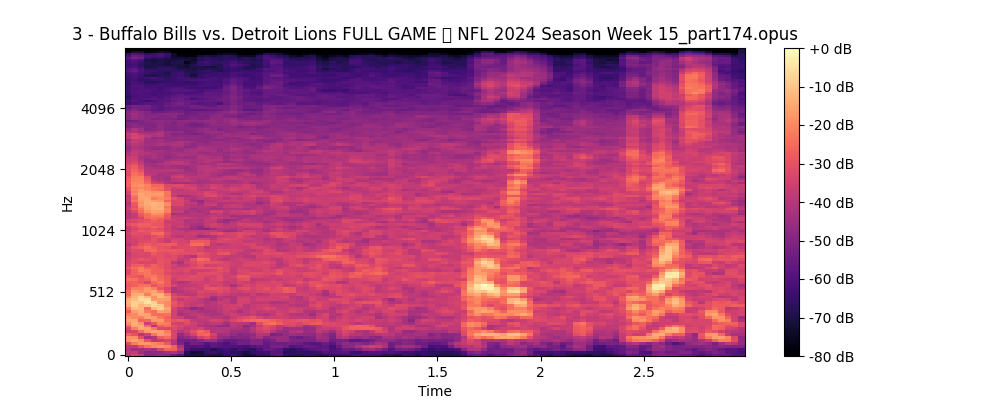 3 - Buffalo Bills vs. Detroit Lions FULL GAME ▯ NFL 2024 Season Week 15_part174.opus
+0 dB
-10 dB
-20 dB
-30 dB
-40 dB
-50 dB
-60 dB
-70 dB
-80 dB
Hz
4096
2048
1024
512
0
0 0.5 1 1.5 2 2.5
Time